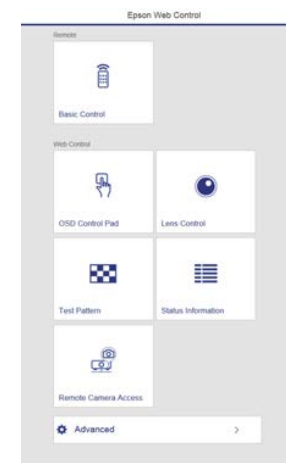 Epson Web Control
Remote
Basic Control
Web Control
OSD Control Pad
Lens Control
Test Pattern
Status Information
Remote Camera Access
Advanced